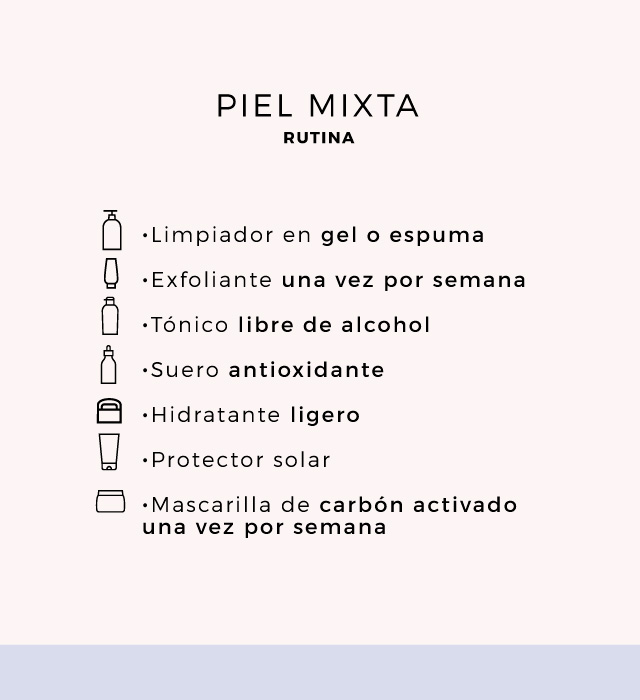 PIEL MIXTA
RUTINA
•Limpiador en gel o espuma
•Exfoliante una vez por semana
•Tónico libre de alcohol
•Suero antioxidante
•Hidratante ligero
•Protector solar
•Mascarilla de carbón activado
una vez por semana